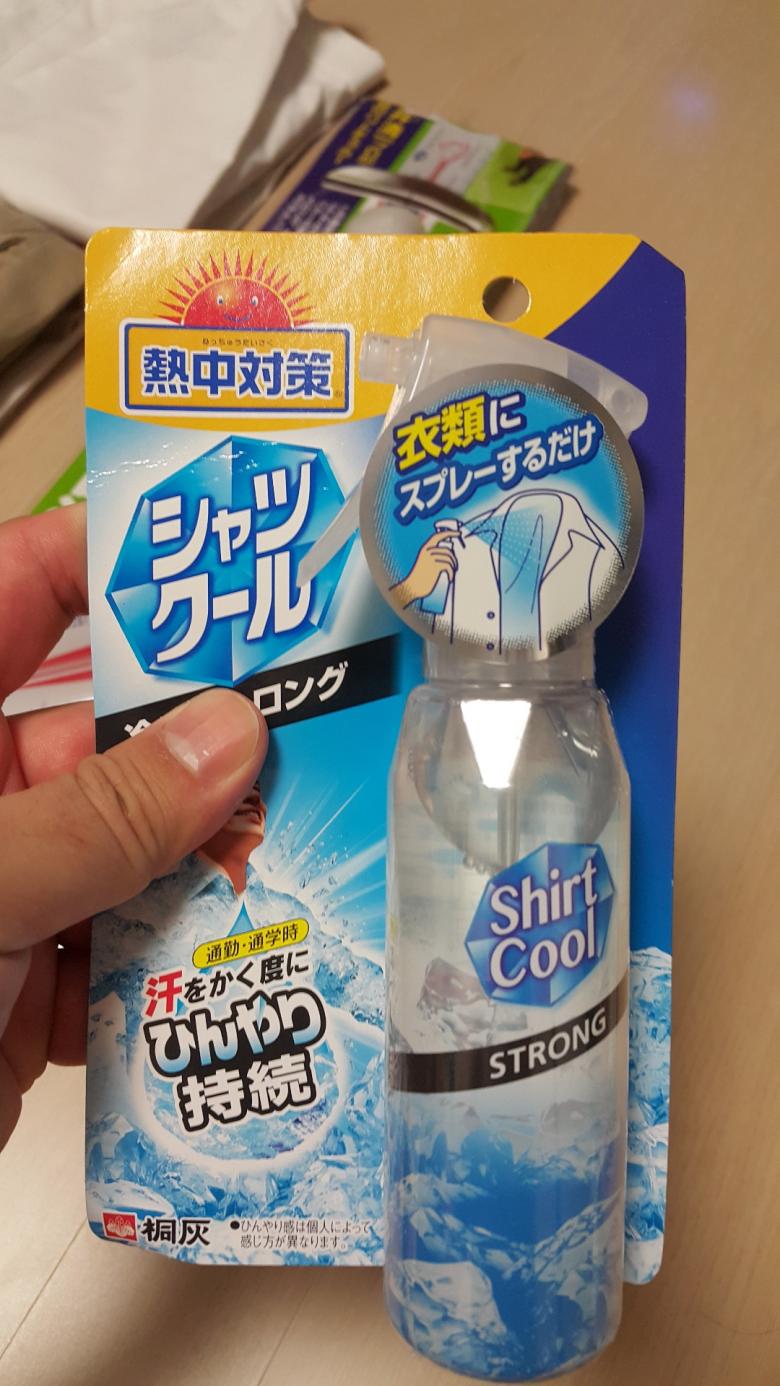 ねっちゅうたいさく
熱中対策
衣類に
スプレーするだけ
シャツ
クール
ロング
Shirt
Cool
STRONG
通勤・通学時
汗をかく度に
ひんやり
持続
桐灰
●ひんやり感は個人によって
感じ方が異なります。